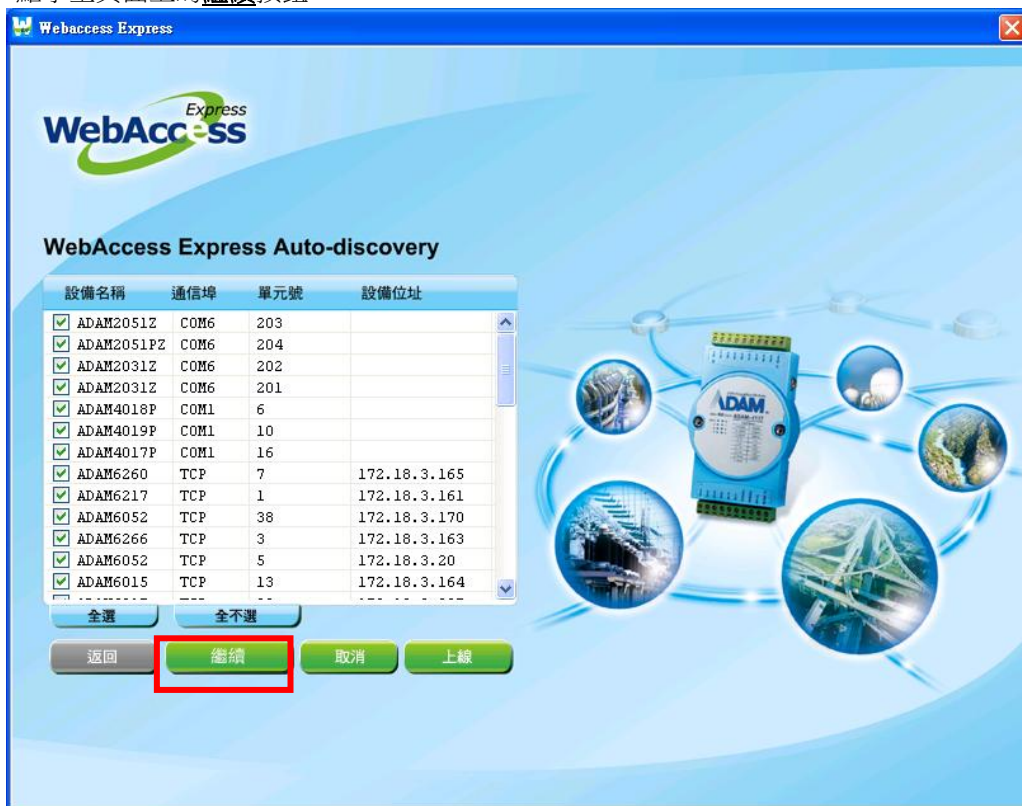 繼續按鈕
Webaccess Express
Express
WebAccess
WebAccess Express Auto-discovery
設備名稱 通信埠 單元號 設備位址
ADAM2051Z COM6 203
ADAM2051PZ COM6 204
ADAM2031Z COM6 202
ADAM2031Z COM6 201
ADAM4018P COM1 6
ADAM4019P COM1 10
ADAM4017P COM1 16
ADAM6260 TCP 7 172.18.3.165
ADAM6217 TCP 1 172.18.3.161
ADAM6052 TCP 38 172.18.3.170
ADAM6266 TCP 3 172.18.3.163
ADAM6052 TCP 5 172.18.3.20
ADAM6015 TCP 13 172.18.3.164
全選 全不選
返回 繼續 取消 上線
ADAM